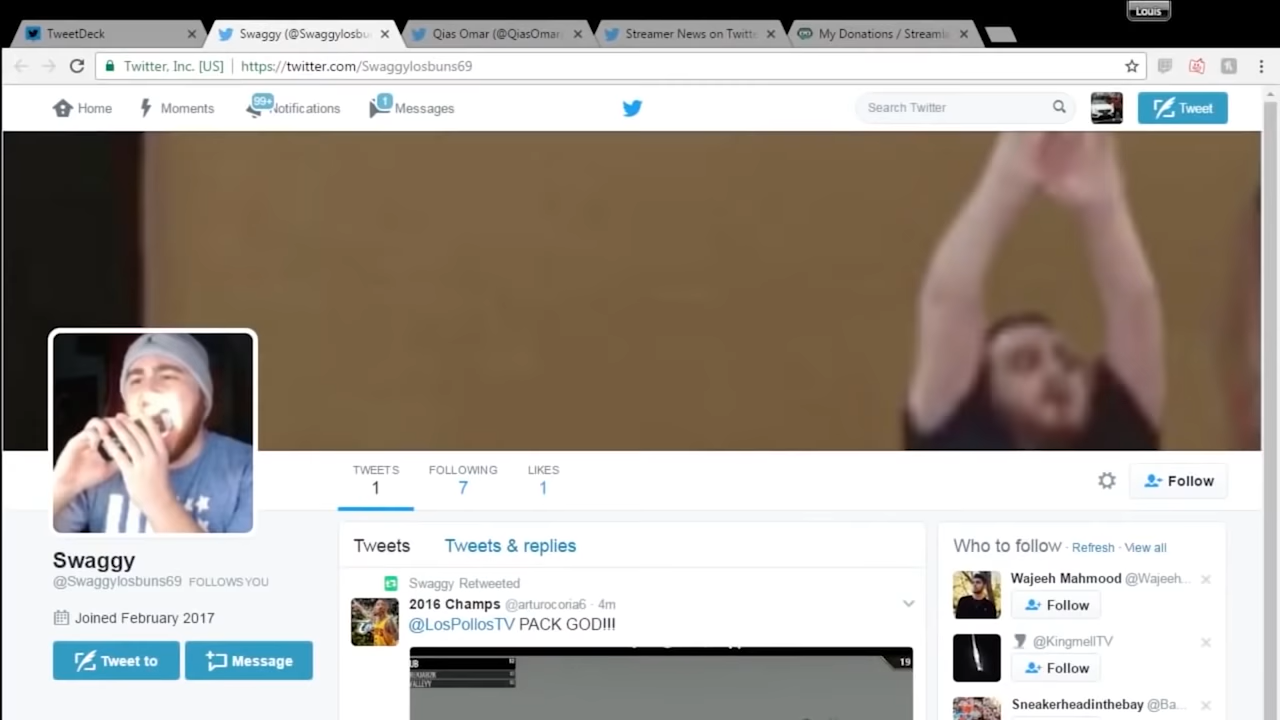 Louis
TweetDeck
Swaggy (@Swaggylosbu
Qias Omar (@QiasOmar
Streamer News on Twitte
My Donations / Streamla
Twitter, Inc. [US] | https://twitter.com/Swaggylosbuns69
Home
Moments
99+
Notifications
1
Messages
Search Twitter
Tweet
TWEETS
1
FOLLOWING
7
LIKES
1
Follow
Swaggy
@Swaggylosbuns69 FOLLOWS YOU
Joined February 2017
Tweet to
Message
Tweets Tweets & replies
Swaggy Retweeted
2016 Champs @arturocoria6 · 4m
@LosPollosTV PACK GOD!!!
19
Who to follow · Refresh · View all
Wajeeh Mahmood @Wajeeh...
Follow
@KingmellTV
Follow
Sneakerheadinthebay @Ba...